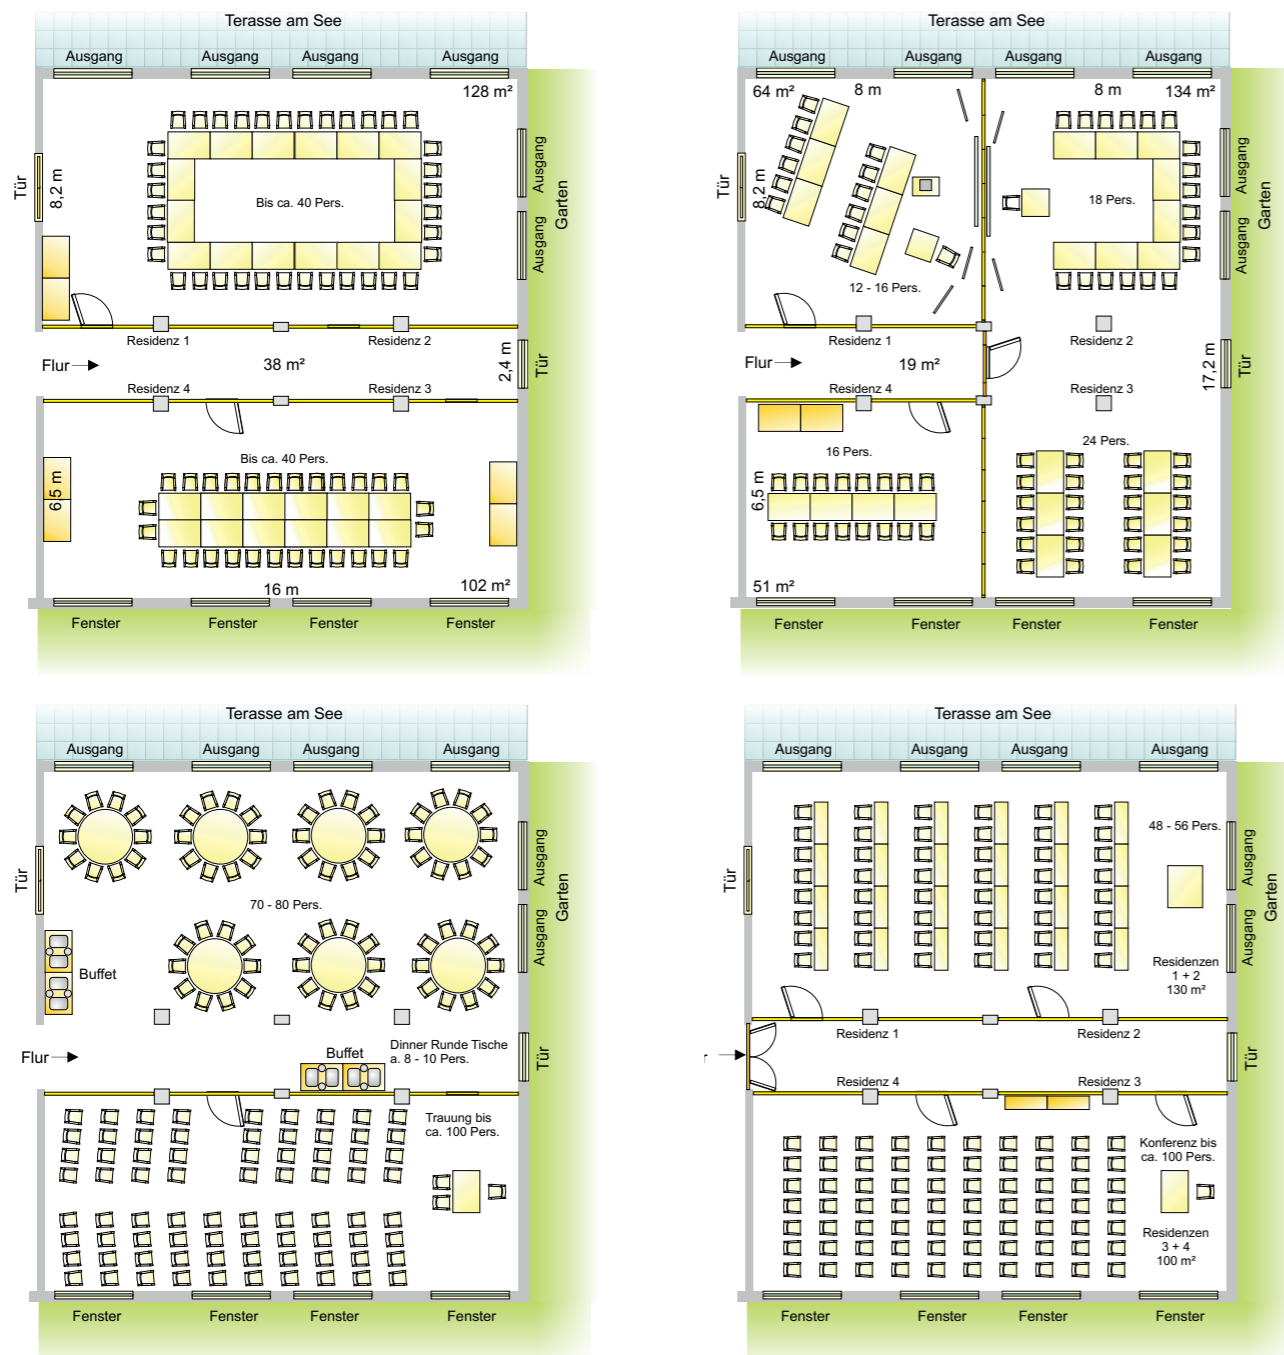 Terasse am See
Ausgang
Ausgang
Ausgang
Ausgang
128 m²
Tür
8,2 m
Bis ca. 40 Pers.
Ausgang
Ausgang
Garten
Residenz 1
Residenz 2
Flur
38 m²
2,4 m
Tür
Residenz 4
Residenz 3
Bis ca. 40 Pers.
6,5 m
16 m
102 m²
Fenster
Fenster
Fenster
Fenster
Terasse am See
Ausgang
Ausgang
Ausgang
Ausgang
64 m²
8 m
8 m
134 m²
Tür
8,2 m
18 Pers.
12 - 16 Pers.
Ausgang
Ausgang
Garten
Residenz 1
Residenz 2
Flur
19 m²
17,2 m
Tür
Residenz 4
Residenz 3
16 Pers.
24 Pers.
6,5 m
51 m²
Fenster
Fenster
Fenster
Fenster
Terasse am See
Ausgang
Ausgang
Ausgang
Ausgang
Tür
70 - 80 Pers.
Ausgang
Ausgang
Garten
Buffet
Flur
Buffet
Dinner Runde Tische
a. 8 - 10 Pers.
Tür
Trauung bis
ca. 100 Pers.
Fenster
Fenster
Fenster
Fenster
Terasse am See
Ausgang
Ausgang
Ausgang
Ausgang
48 - 56 Pers.
Tür
Ausgang
Ausgang
Garten
Residenzen
1 + 2
130 m²
Residenz 1
Residenz 2
r
Tür
Residenz 4
Residenz 3
Konferenz bis
ca. 100 Pers.
Residenzen
3 + 4
100 m²
Fenster
Fenster
Fenster
Fenster